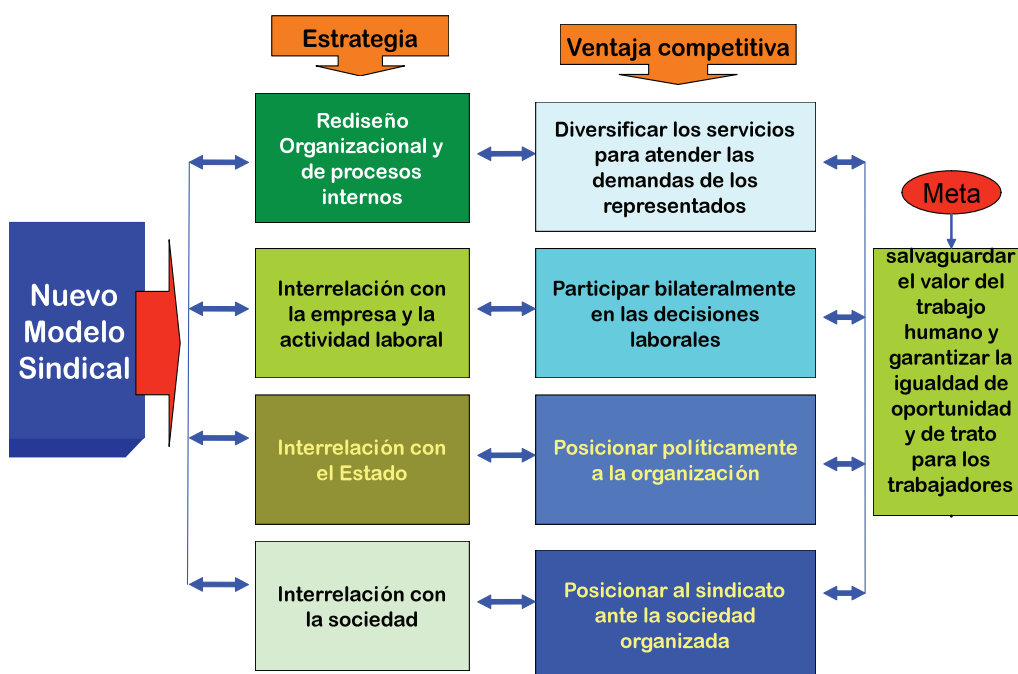 Estrategia
Ventaja competitiva
Nuevo
Modelo
Sindical
Rediseño
Organizacional y
de procesos
internos
Diversificar los servicios
para atender las
demandas de los
representados
Interrelación con
la empresa y la
actividad laboral
Participar bilateralmente
en las decisiones
laborales
Interrelación con
el Estado
Posicionar políticamente
a la organización
Interrelación con
la sociedad
Posicionar al sindicato
ante la sociedad
organizada
Meta
salvaguardar
el valor del
trabajo
humano y
garantizar la
igualdad de
oportunidad
y de trato
para los
trabajadores